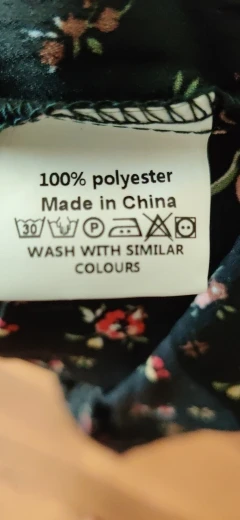 100% polyester
Made in China
30 P
WASH WITH SIMILAR
COLOURS